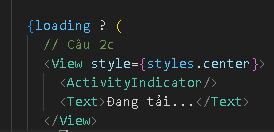 {loading ? (
// Câu 2c
<View style={styles.center}>
<ActivityIndicator/>
<Text>Đang tải...</Text>
</View>